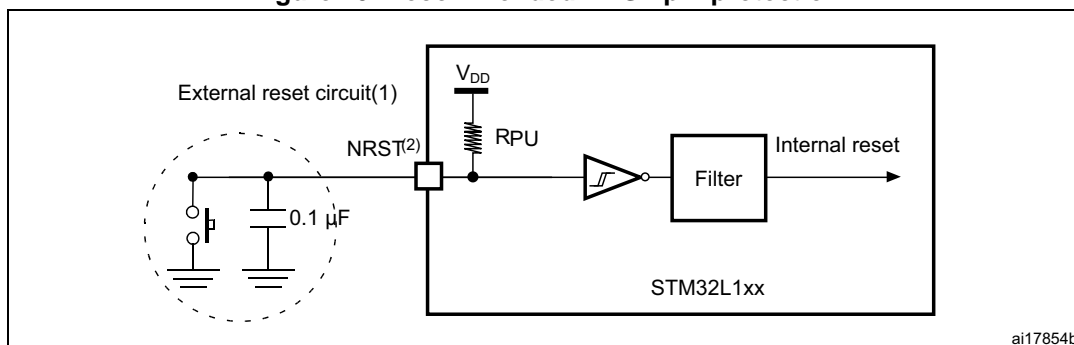 External reset circuit(1)
VDD
NRST(2)
RPU
Internal reset
Filter
0.1 µF
STM32L1xx
ai17854b